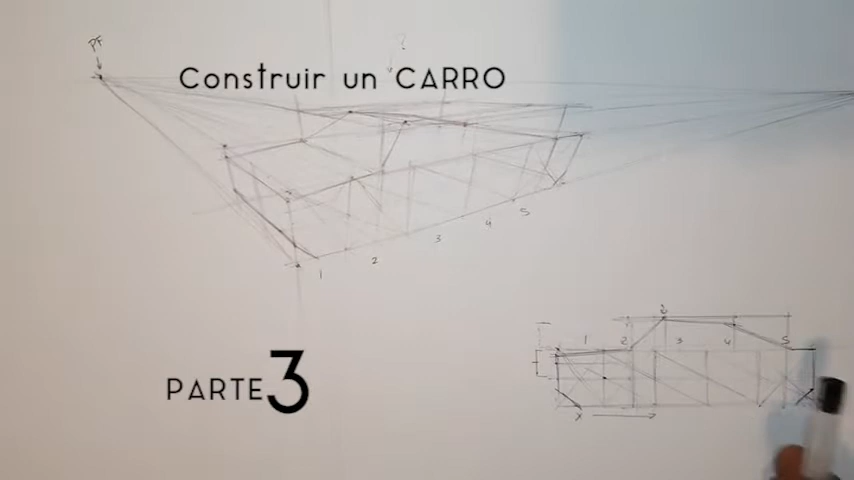 PF
?
Construir un CARRO
1 2 3 4 5
PARTE 3
1 2 3 4 5
X